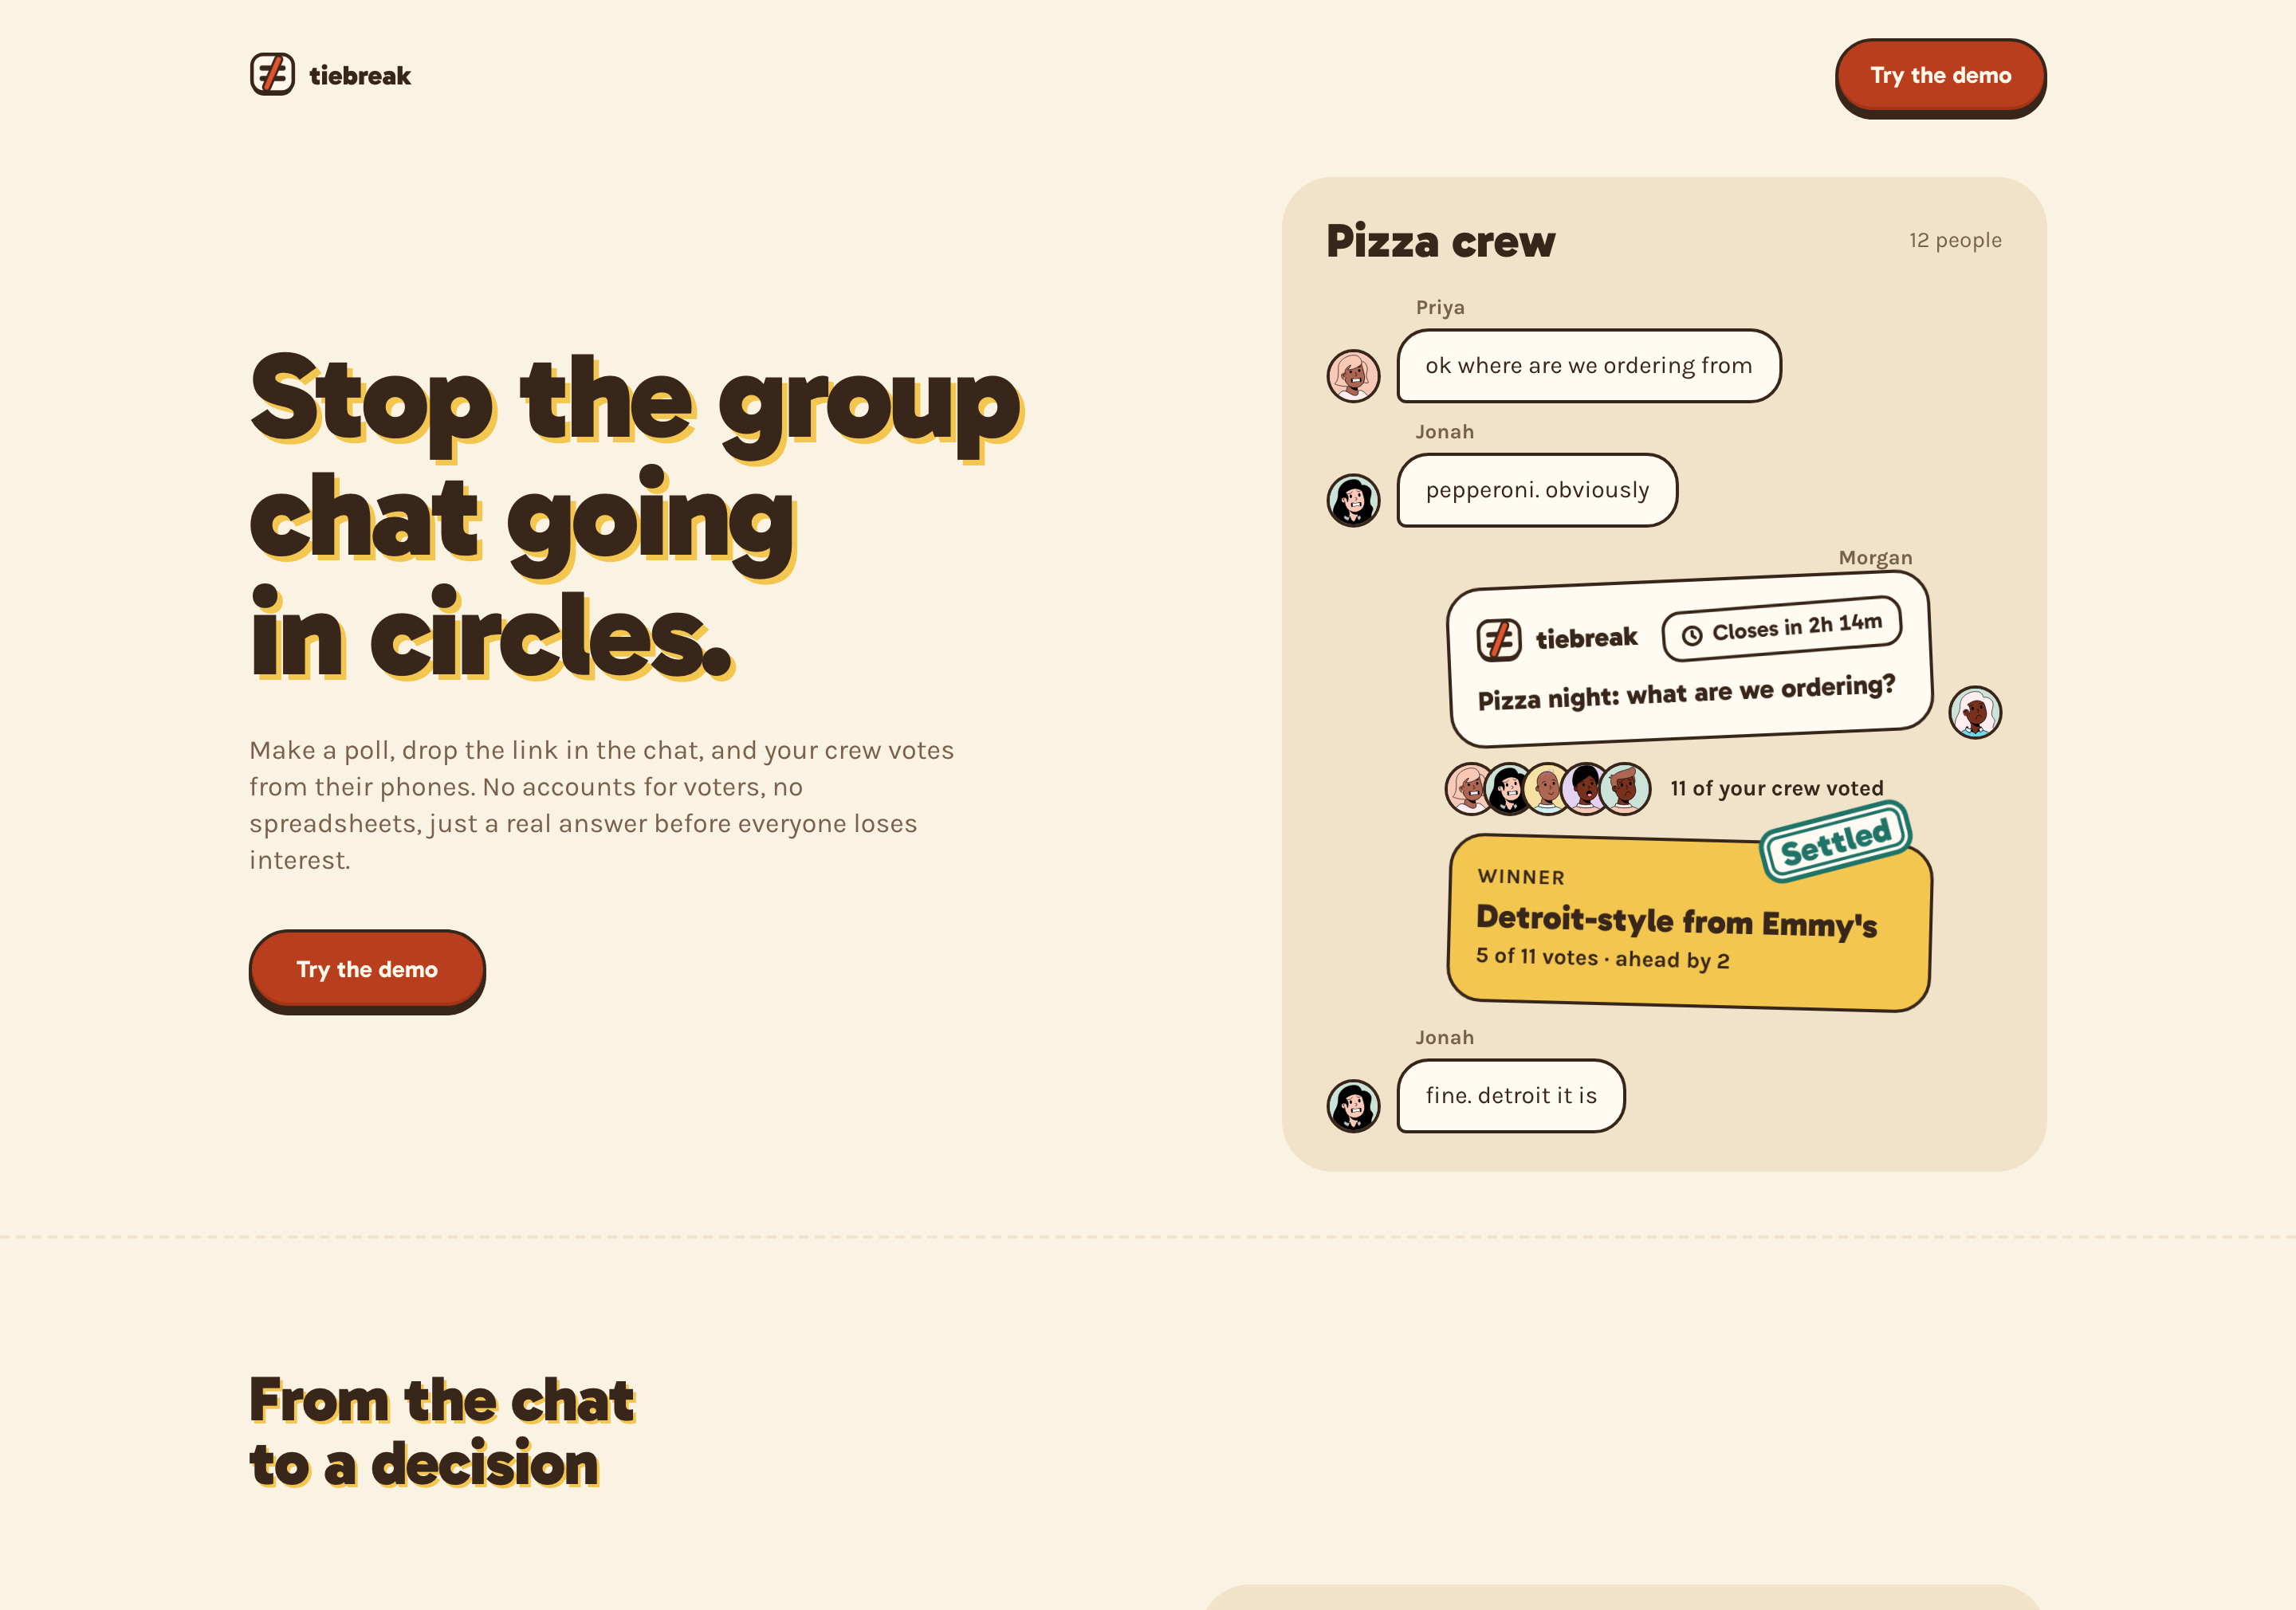 tiebreak
Try the demo
Stop the group
chat going
in circles.
Make a poll, drop the link in the chat, and your crew votes
from their phones. No accounts for voters, no
spreadsheets, just a real answer before everyone loses
interest.
Try the demo
Pizza crew
12 people
Priya
ok where are we ordering from
Jonah
pepperoni. obviously
Morgan
tiebreak
Closes in 2h 14m
Pizza night: what are we ordering?
11 of your crew voted
Settled
WINNER
Detroit-style from Emmy's
5 of 11 votes · ahead by 2
Jonah
fine. detroit it is
From the chat
to a decision